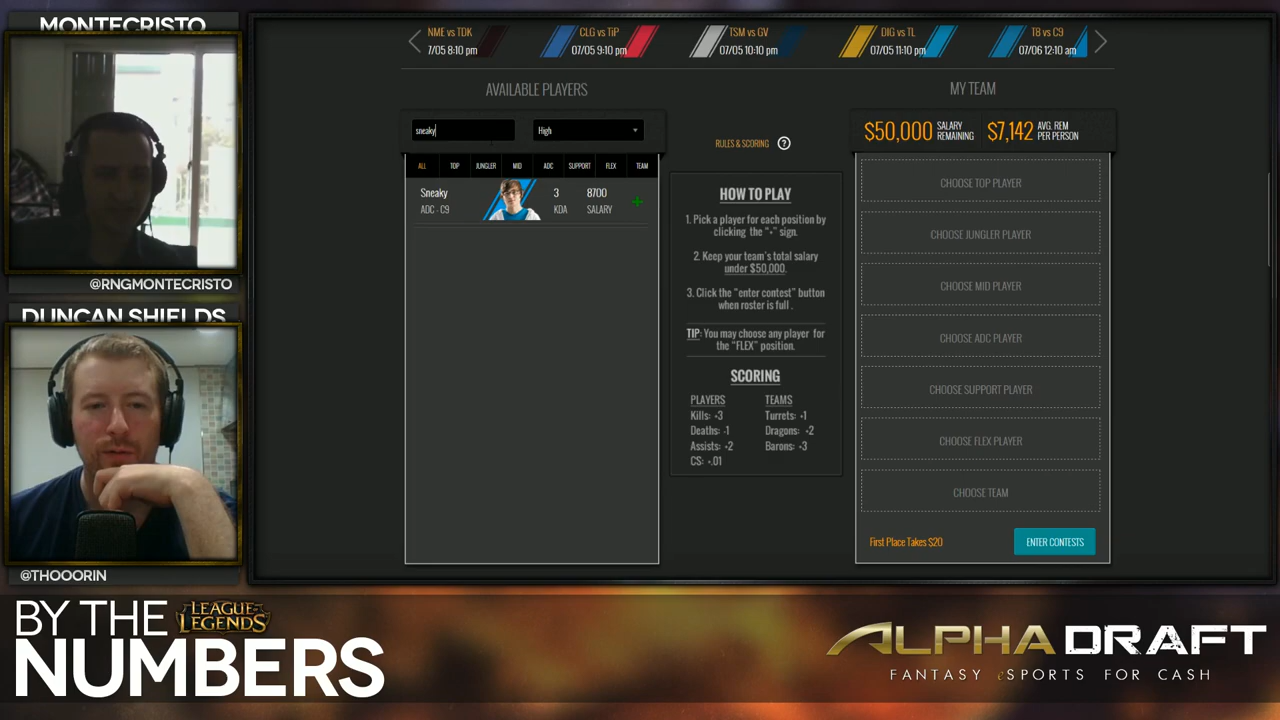 MONTECRISTO
@RNGMONTECRISTO
DUNCAN SHIELDS
@THOOORIN
NME vs TDK
7/05 8:10 pm
CLG vs TiP
07/05 9:10 pm
TSM vs GV
07/05 10:10 pm
DIG vs TL
07/05 11:10 pm
T8 vs C9
07/06 12:10 am
AVAILABLE PLAYERS
sneaky
High
ALL TOP JUNGLER MID ADC SUPPORT FLEX TEAM
Sneaky 3 8700 +
ADC - C9 KDA SALARY
RULES & SCORING ?
HOW TO PLAY
1. Pick a player for each position by
clicking the "+" sign.
2. Keep your team's total salary
under $50,000.
3. Click the "enter contest" button
when roster is full .
TIP: You may choose any player for
the "FLEX" position.
SCORING
PLAYERS TEAMS
Kills: +3 Turrets: +1
Deaths: -1 Dragons: +2
Assists: +2 Barons: +3
CS: +.01
MY TEAM
$50,000 SALARY REMAINING $7,142 AVG. REM PER PERSON
CHOOSE TOP PLAYER
CHOOSE JUNGLER PLAYER
CHOOSE MID PLAYER
CHOOSE ADC PLAYER
CHOOSE SUPPORT PLAYER
CHOOSE FLEX PLAYER
CHOOSE TEAM
First Place Takes $20 ENTER CONTESTS
BY THE LEAGUE of LEGENDS
NUMBERS
ALPHADRAFT
FANTASY eSPORTS FOR CASH